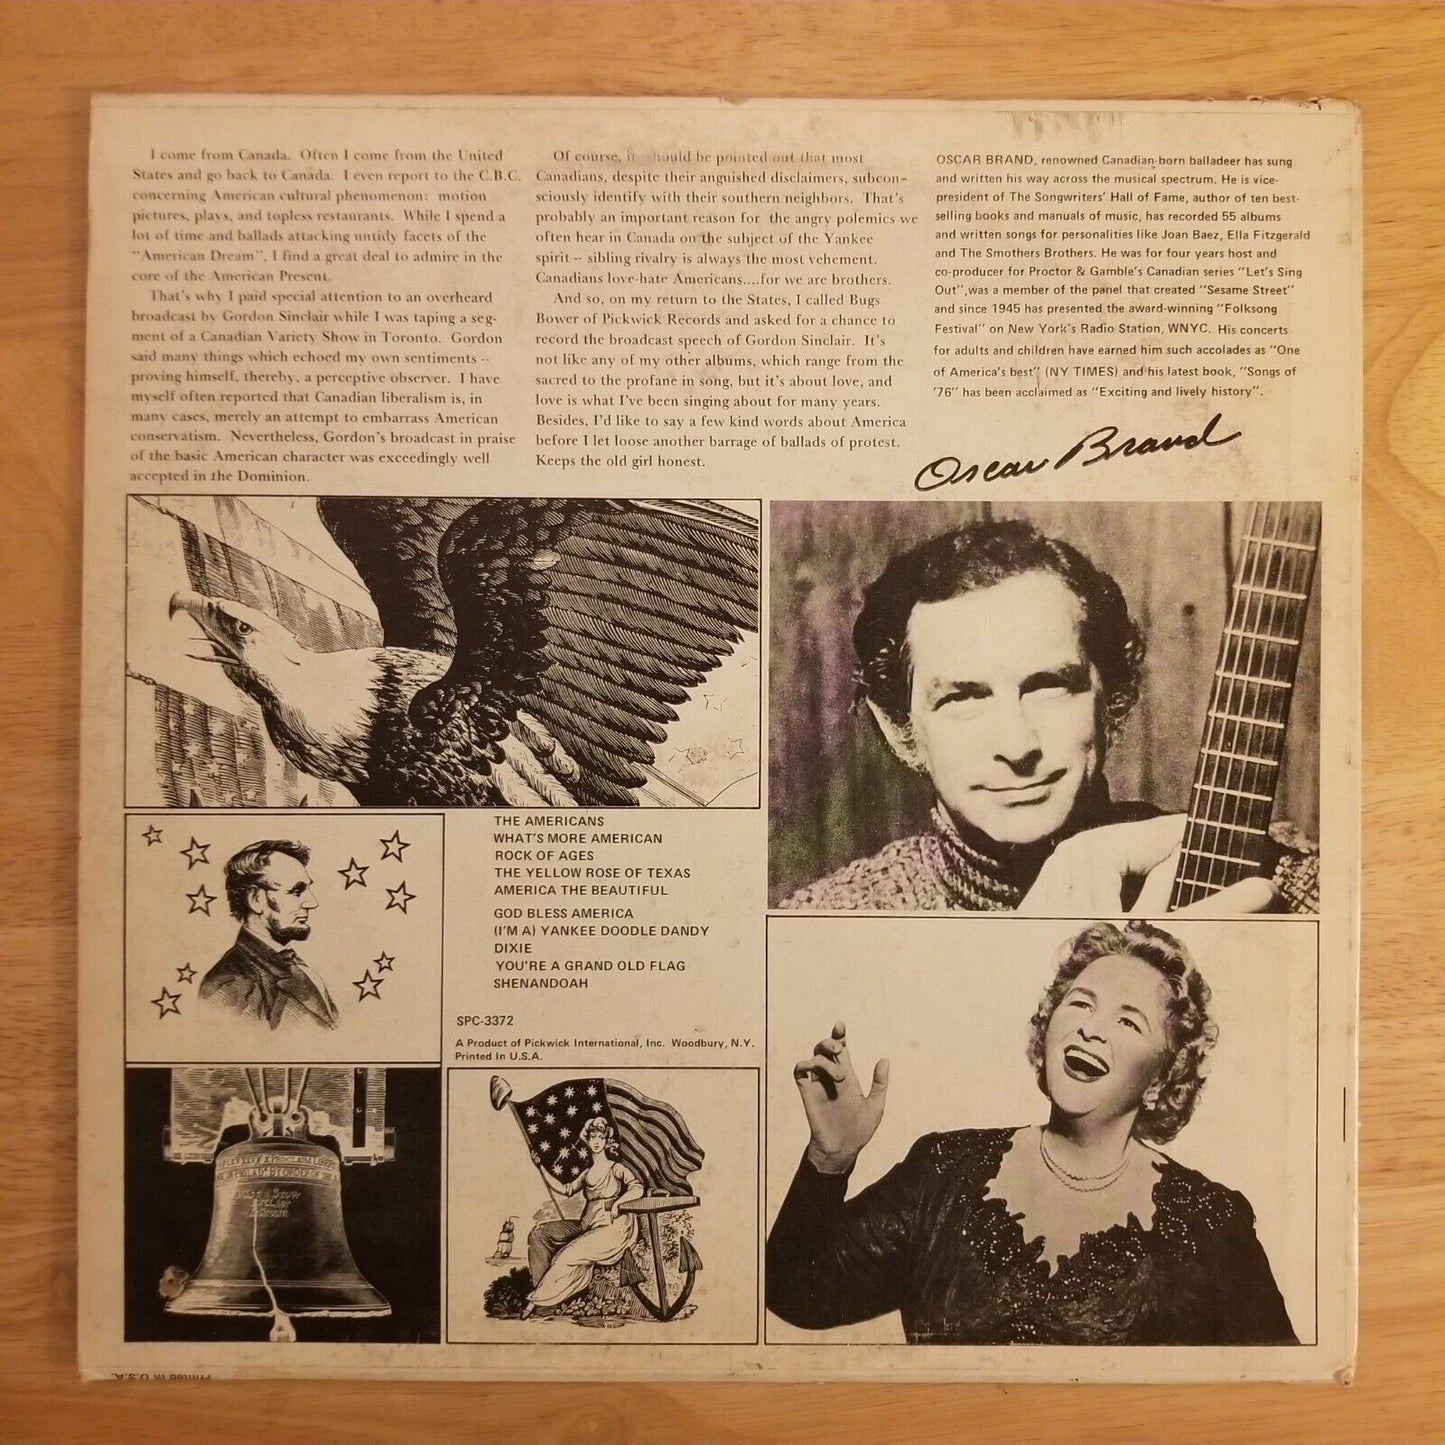 I come from Canada. Often I come from the United
States and go back to Canada. I even report to the C.B.C.
concerning American cultural phenomenon: motion
pictures, plays, and topless restaurants. While I spend a
lot of time and ballads attacking untidy facets of the
"American Dream", I find a great deal to admire in the
core of the American Present.
That's why I paid special attention to an overheard
broadcast by Gordon Sinclair while I was taping a seg-
ment of a Canadian Variety Show in Toronto. Gordon
said many things which echoed my own sentiments --
proving himself, thereby, a perceptive observer. I have
myself often reported that Canadian liberalism is, in
many cases, merely an attempt to embarrass American
conservatism. Nevertheless, Gordon's broadcast in praise
of the basic American character was exceedingly well
accepted in the Dominion.
Of course, it should be pointed out that most
Canadians, despite their anguished disclaimers, subcon-
sciously identify with their southern neighbors. That's
probably an important reason for the angry polemics we
often hear in Canada on the subject of the Yankee
spirit -- sibling rivalry is always the most vehement.
Canadians love-hate Americans....for we are brothers.
And so, on my return to the States, I called Bugs
Bower of Pickwick Records and asked for a chance to
record the broadcast speech of Gordon Sinclair. It's
not like any of my other albums, which range from the
sacred to the profane in song, but it's about love, and
love is what I've been singing about for many years.
Besides, I'd like to say a few kind words about America
before I let loose another barrage of ballads of protest.
Keeps the old girl honest.
OSCAR BRAND, renowned Canadian-born balladeer has sung
and written his way across the musical spectrum. He is vice-
president of The Songwriters' Hall of Fame, author of ten best-
selling books and manuals of music, has recorded 55 albums
and written songs for personalities like Joan Baez, Ella Fitzgerald
and The Smothers Brothers. He was for four years host and
co-producer for Proctor & Gamble's Canadian series "Let's Sing
Out",was a member of the panel that created "Sesame Street"
and since 1945 has presented the award-winning "Folksong
Festival" on New York's Radio Station, WNYC. His concerts
for adults and children have earned him such accolades as "One
of America's best" (NY TIMES) and his latest book, "Songs of
'76" has been acclaimed as "Exciting and lively history".
Oscar Brand
THE AMERICANS
WHAT'S MORE AMERICAN
ROCK OF AGES
THE YELLOW ROSE OF TEXAS
AMERICA THE BEAUTIFUL
GOD BLESS AMERICA
(I'M A) YANKEE DOODLE DANDY
DIXIE
YOU'RE A GRAND OLD FLAG
SHENANDOAH
SPC-3372
A Product of Pickwick International, Inc. Woodbury, N.Y.
Printed In U.S.A.
Printed In U.S.A.